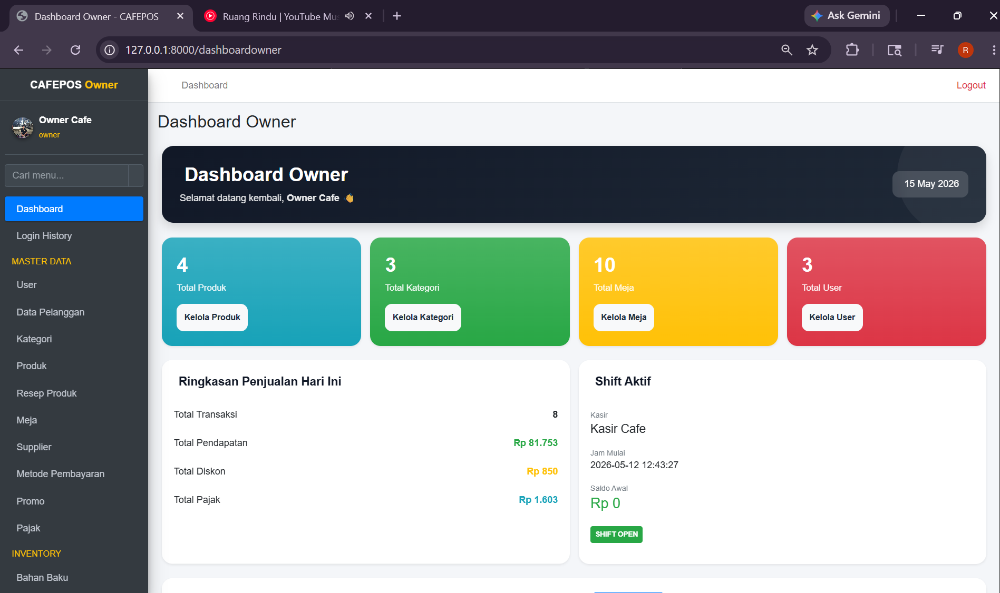 Dashboard Owner - CAFEPOS
Ruang Rindu | YouTube Mus
Ask Gemini
127.0.0.1:8000/dashboardowner
R
CAFEPOS Owner
Dashboard
Logout
Owner Cafe
owner
Cari menu...
Dashboard
Login History
MASTER DATA
User
Data Pelanggan
Kategori
Produk
Resep Produk
Meja
Supplier
Metode Pembayaran
Promo
Pajak
INVENTORY
Bahan Baku
Dashboard Owner
Dashboard Owner
Selamat datang kembali, Owner Cafe 👋
15 May 2026
4
Total Produk
Kelola Produk
3
Total Kategori
Kelola Kategori
10
Total Meja
Kelola Meja
3
Total User
Kelola User
Ringkasan Penjualan Hari Ini
Total Transaksi 8
Total Pendapatan Rp 81.753
Total Diskon Rp 850
Total Pajak Rp 1.603
Shift Aktif
Kasir
Kasir Cafe
Jam Mulai
2026-05-12 12:43:27
Saldo Awal
Rp 0
SHIFT OPEN